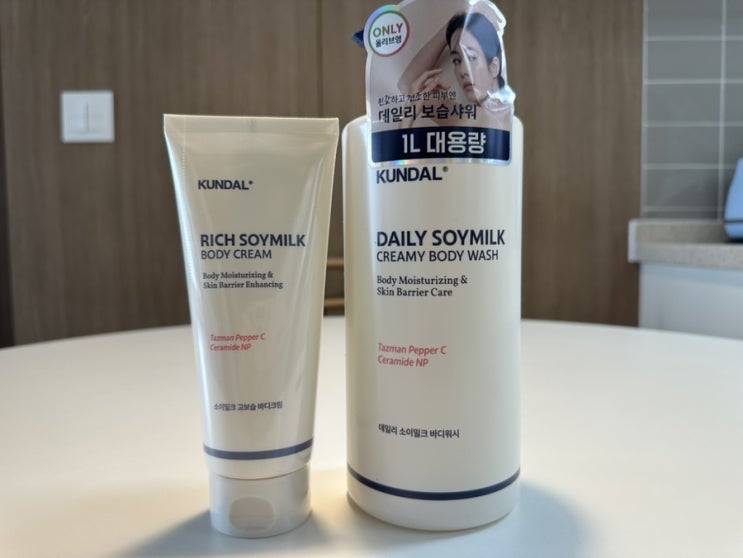 KUNDAL®
RICH SOYMILK
BODY CREAM
Body Moisturizing &
Skin Barrier Enhancing
Tazman Pepper C
Ceramide NP
소이밀크 고보습 바디크림
ONLY
올리브영
민감하고 건조한 피부엔
데일리 보습샤워
1L 대용량
KUNDAL®
DAILY SOYMILK
CREAMY BODY WASH
Body Moisturizing &
Skin Barrier Care
Tazman Pepper C
Ceramide NP
데일리 소이밀크 바디워시